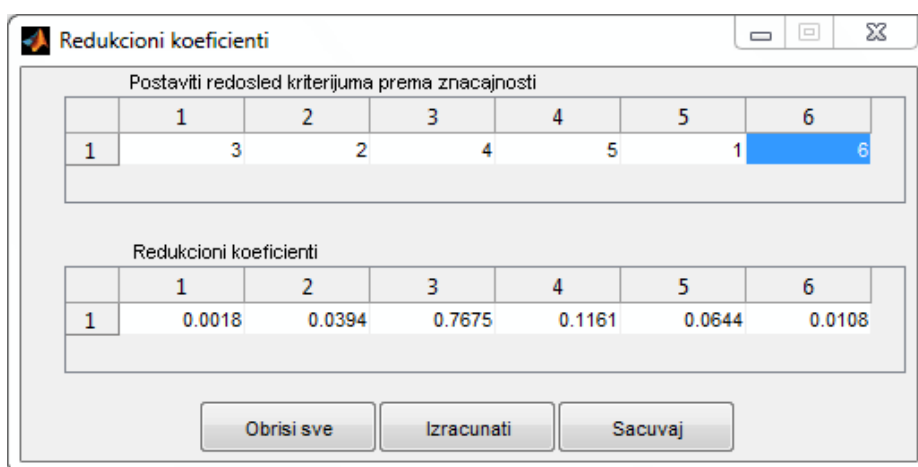 Redukcioni koeficienti
Postaviti redosled kriterijuma prema znacajnosti
1 2 3 4 5 6
1 3 2 4 5 1 6
Redukcioni koeficienti
1 2 3 4 5 6
1 0.0018 0.0394 0.7675 0.1161 0.0644 0.0108
Obrisi sve Izracunati Sacuvaj